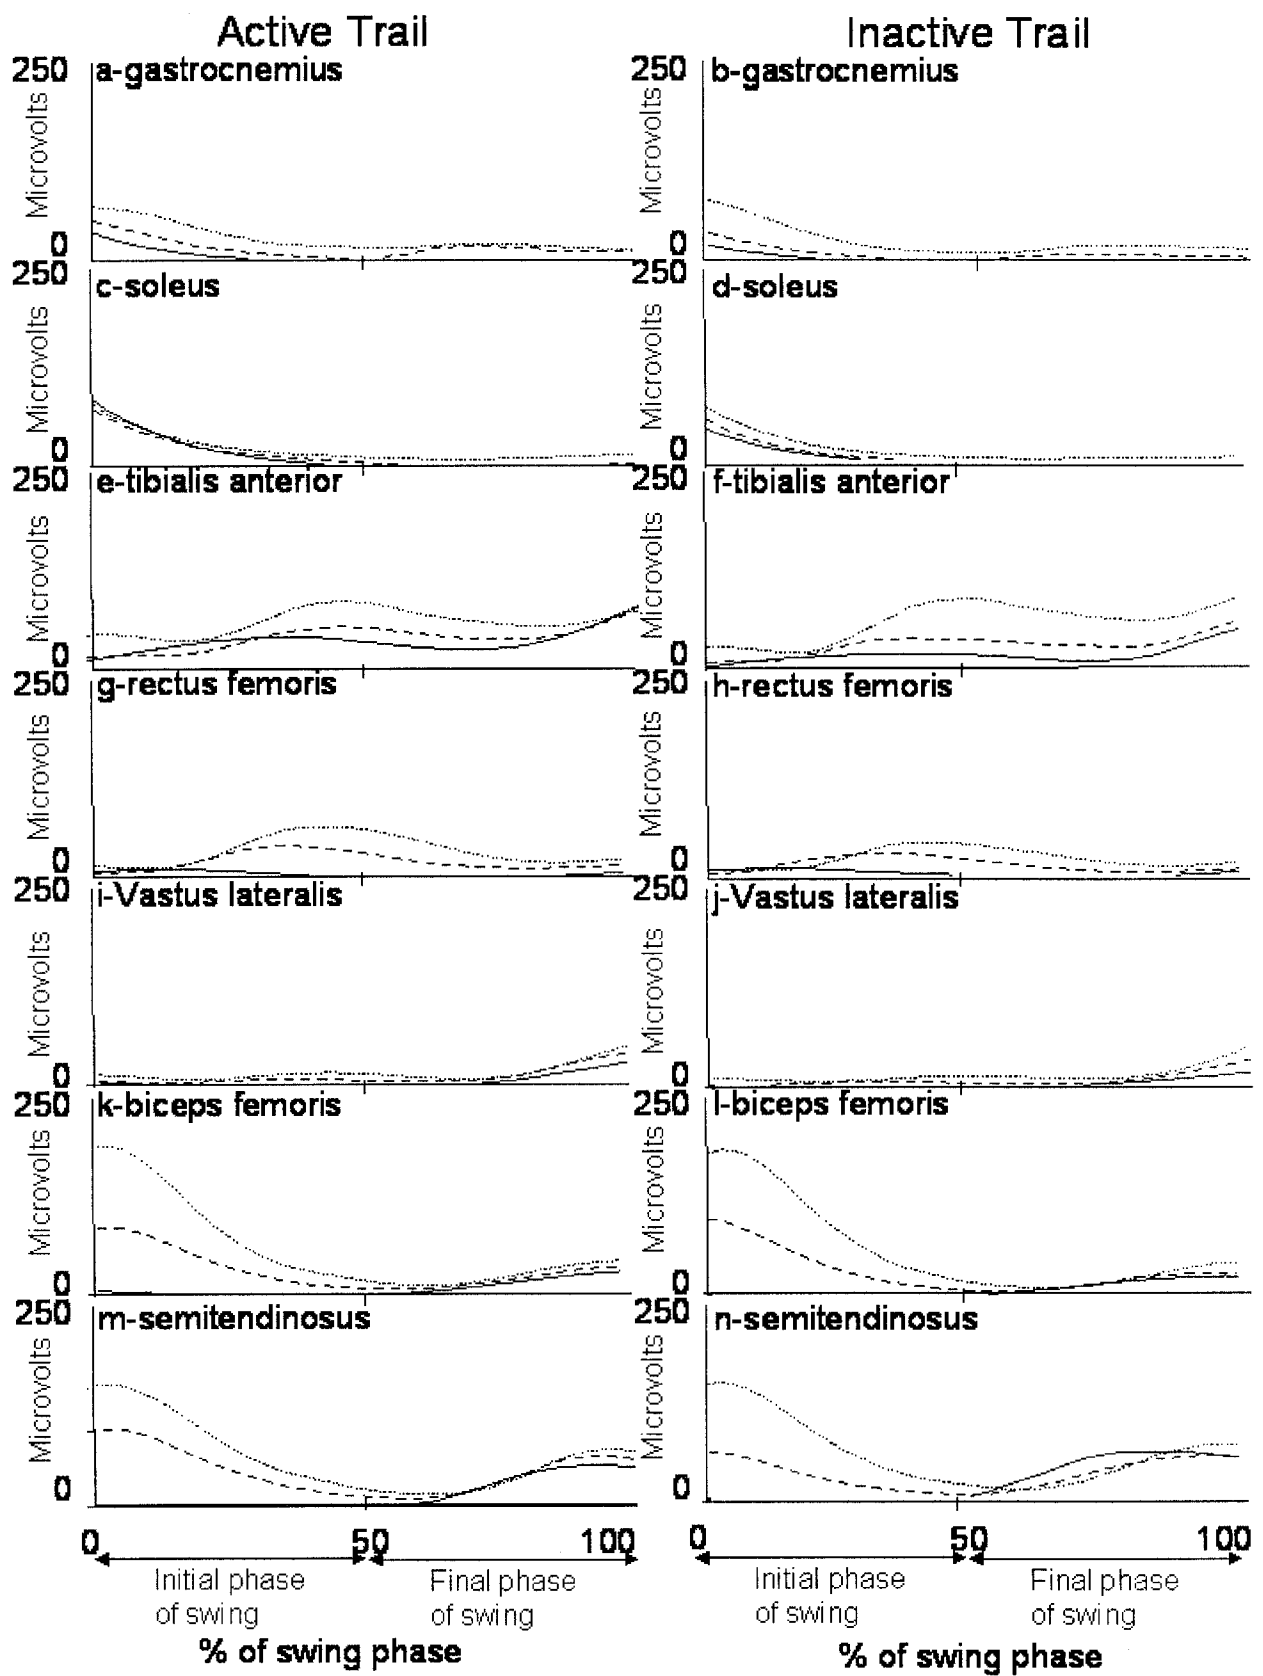 Active Trail Inactive Trail
250 a-gastrocnemius 250 b-gastrocnemius
Microvolts Microvolts
0 0
250 c-soleus 250 d-soleus
Microvolts Microvolts
0 0
250 e-tibialis anterior 250 f-tibialis anterior
Microvolts Microvolts
0 0
250 g-rectus femoris 250 h-rectus femoris
Microvolts Microvolts
0 0
250 i-Vastus lateralis 250 j-Vastus lateralis
Microvolts Microvolts
0 0
250 k-biceps femoris 250 l-biceps femoris
Microvolts Microvolts
0 0
250 m-semitendinosus 250 n-semitendinosus
Microvolts Microvolts
0 0
0 50 100 0 50 100
Initial phase Final phase Initial phase Final phase
of swing of swing of swing of swing
% of swing phase % of swing phase